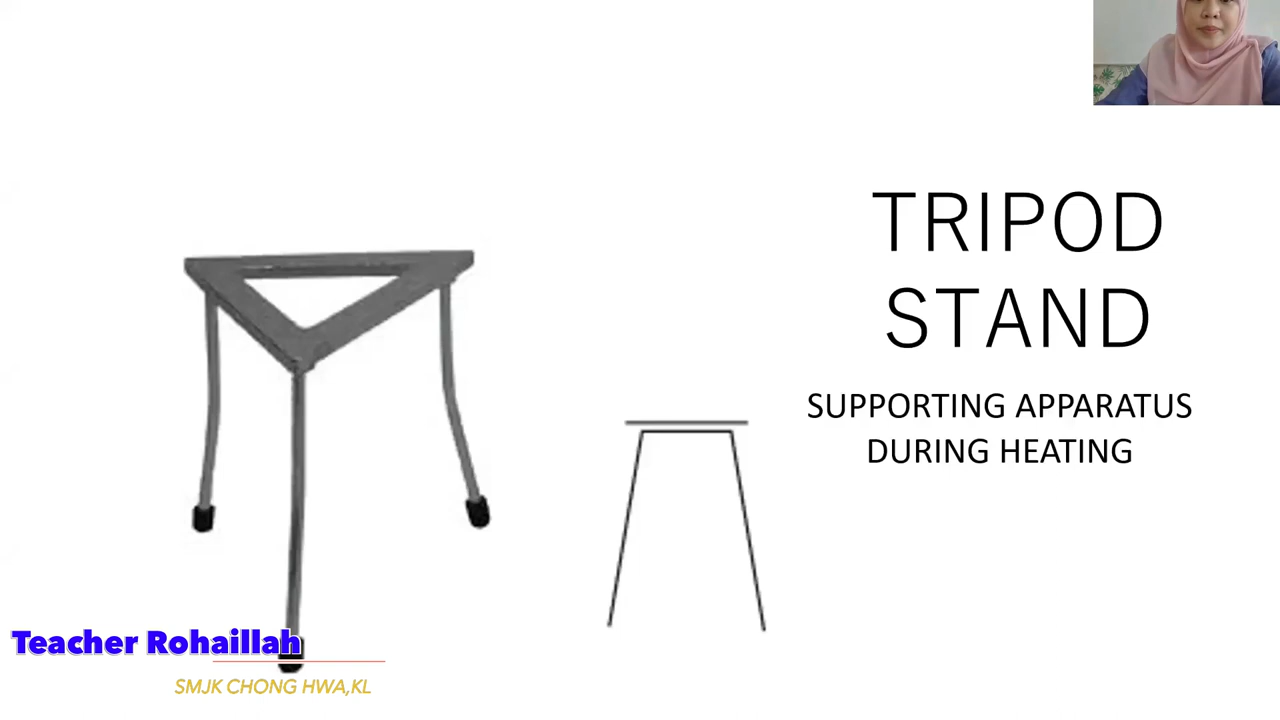 TRIPOD
STAND
SUPPORTING APPARATUS
DURING HEATING
Teacher Rohaillah
SMJK CHONG HWA,KL